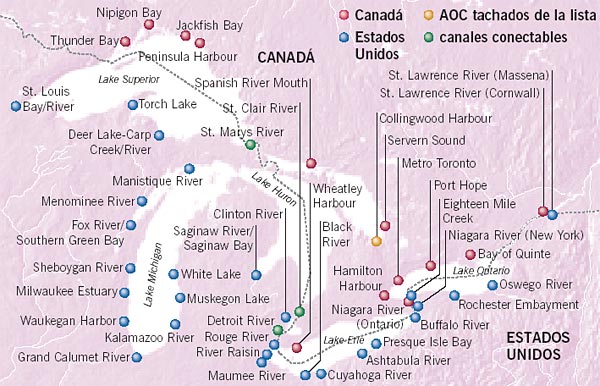 Canadá
Estados
Unidos
AOC tachados de la lista
canales conectables
Nipigon Bay
Jackfish Bay
Thunder Bay
Peninsula Harbour
CANADÁ
Lake Superior
Spanish River Mouth
St. Louis
Bay/River
Torch Lake
St. Clair River
Deer Lake-Carp
Creek/River
St. Marys River
St. Lawrence River (Massena)
St. Lawrence River (Cornwall)
Collingwood Harbour
Servern Sound
Metro Toronto
Port Hope
Eighteen Mile
Creek
Niagara River (New York)
Manistique River
Lake Huron
Wheatley
Harbour
Menominee River
Clinton River
Black
River
Fox River/
Southern Green Bay
Saginaw River/
Saginaw Bay
Bay of Quinte
Sheboygan River
Lake Michigan
White Lake
Hamilton
Harbour
Lake Ontario
Oswego River
Milwaukee Estuary
Muskegon Lake
Niagara River
(Ontario)
Rochester Embayment
Waukegan Harbor
Kalamazoo River
Detroit River
Rouge River
River Raisin
Buffalo River
Lake Erie
Presque Isle Bay
ESTADOS
UNIDOS
Grand Calumet River
Maumee River
Ashtabula River
Cuyahoga River